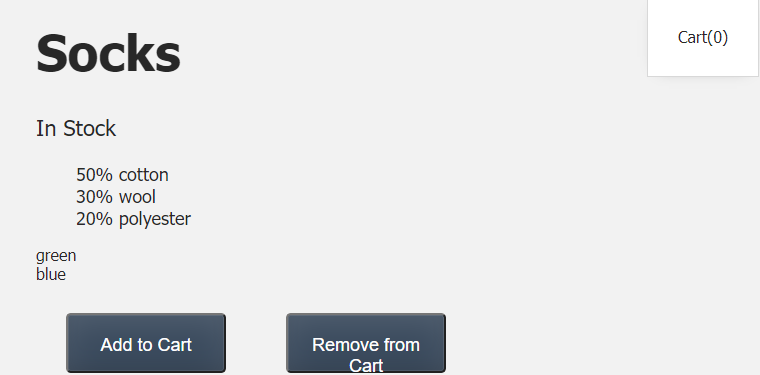 Cart(0)
Socks
In Stock
50% cotton
30% wool
20% polyester
green
blue
Add to Cart
Remove from
Cart